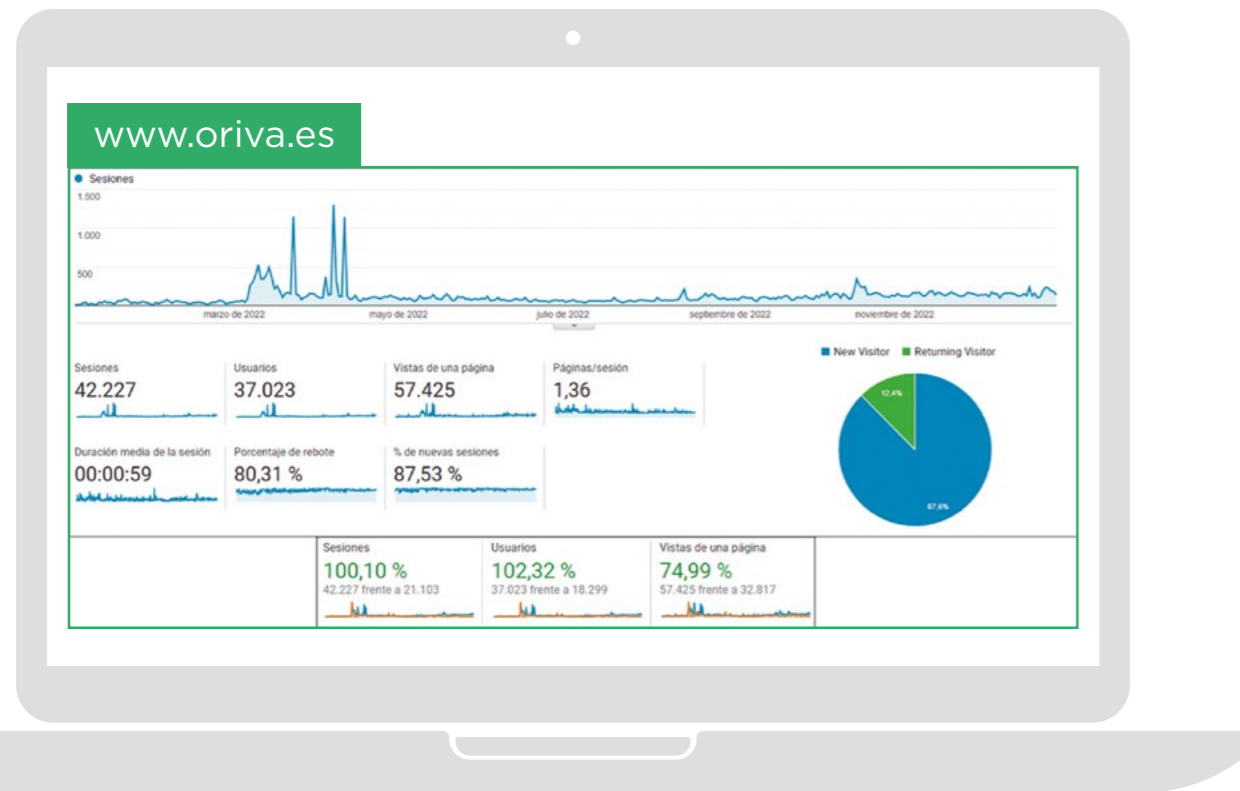 www.oriva.es
Sesiones
1.500
1.000
500
marzo de 2022
mayo de 2022
julio de 2022
septiembre de 2022
noviembre de 2022
New Visitor
Returning Visitor
Sesiones
42.227
Usuarios
37.023
Vistas de una página
57.425
Páginas/sesión
1,36
12,4%
87,6%
Duración media de la sesión
00:00:59
Porcentaje de rebote
80,31 %
% de nuevas sesiones
87,53 %
Sesiones
100,10 %
42.227 frente a 21.103
Usuarios
102,32 %
37.023 frente a 18.299
Vistas de una página
74,99 %
57.425 frente a 32.817